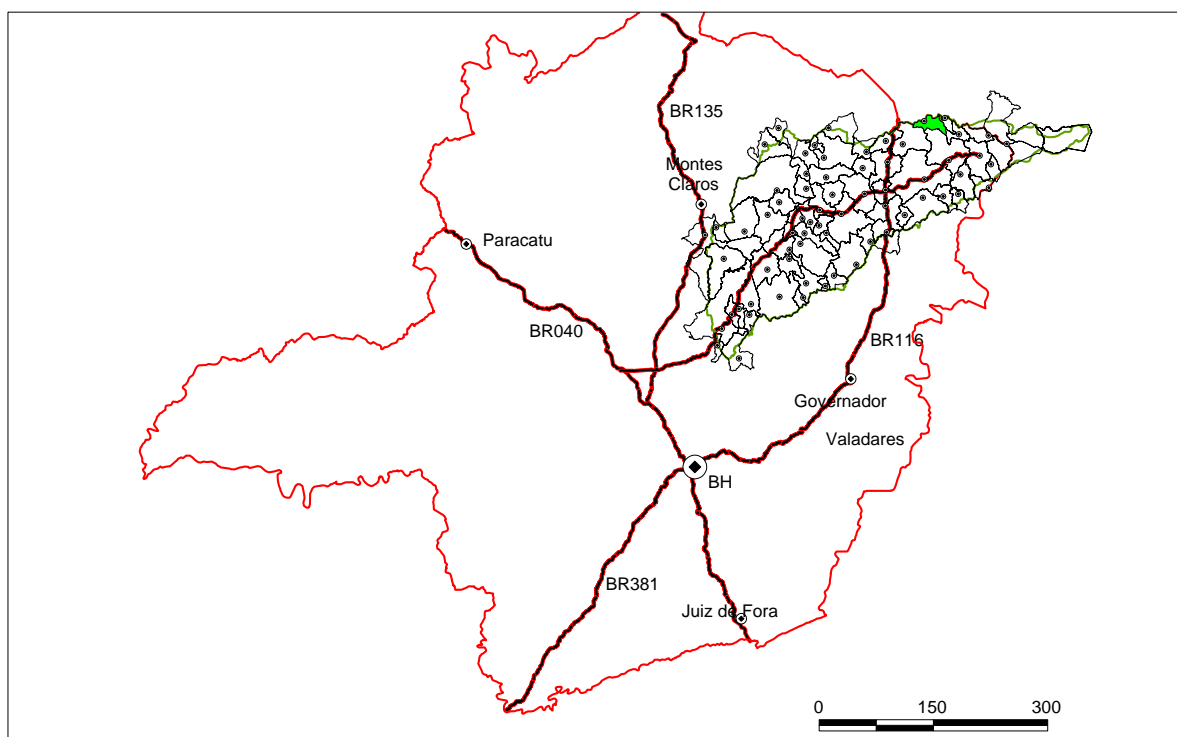 BR135
Montes
Claros
Paracatu
BR040
BR116
Governador
Valadares
BH
BR381
Juiz de Fora
0 150 300